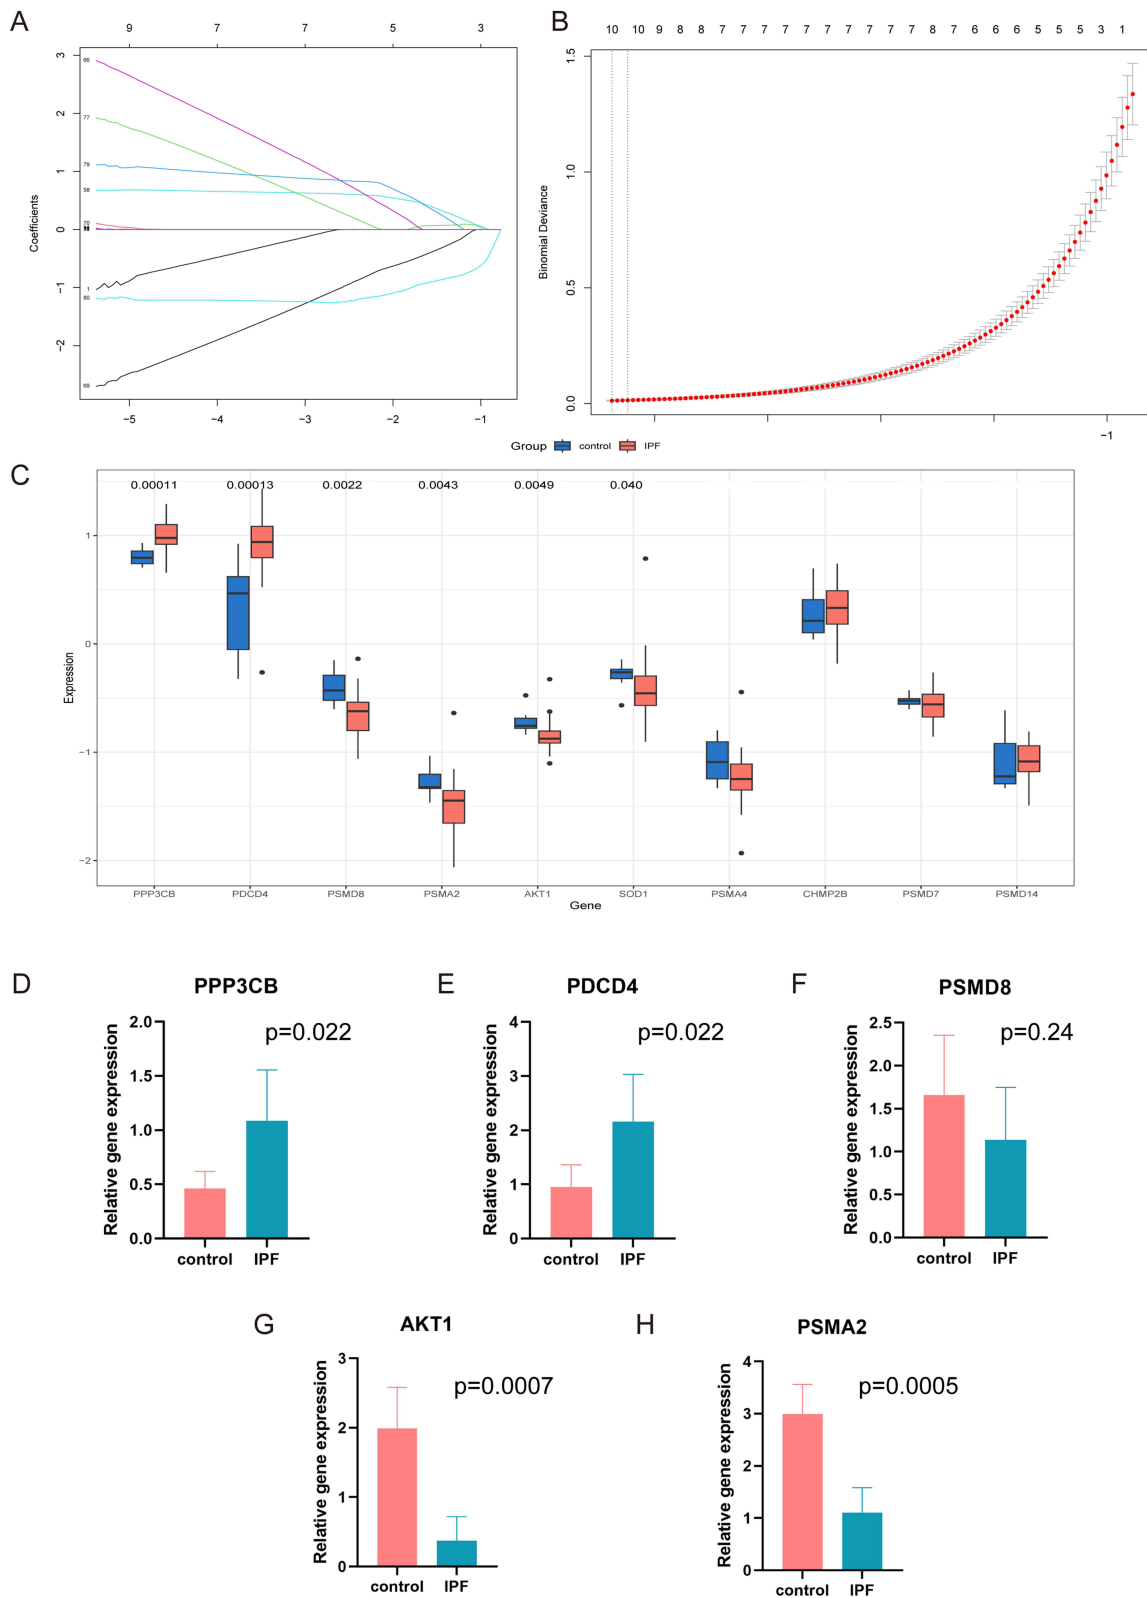 A
9 7 7 5 3
3
2
1
0
−1
−2
Coefficients
66
77
79
58
70
1
80
69
−5 −4 −3 −2 −1
B
10 10 9 8 8 7 7 7 7 7 7 7 7 7 7 8 7 6 6 6 5 5 5 3 1
1.5
1.0
0.5
0.0
Binomial Deviance
−1
Group control IPF
C
0.00011 0.00013 0.0022 0.0043 0.0049 0.040
1
0
−1
−2
Expression
PPP3CB PDCD4 PSMD8 PSMA2 AKT1 SOD1 PSMA4 CHMP2B PSMD7 PSMD14
Gene
D
PPP3CB
p=0.022
2.0
1.5
1.0
0.5
0.0
Relative gene expression
control IPF
E
PDCD4
p=0.022
4
3
2
1
0
Relative gene expression
control IPF
F
PSMD8
p=0.24
2.5
2.0
1.5
1.0
0.5
0.0
Relative gene expression
control IPF
G
AKT1
p=0.0007
3
2
1
0
Relative gene expression
control IPF
H
PSMA2
p=0.0005
4
3
2
1
0
Relative gene expression
control IPF